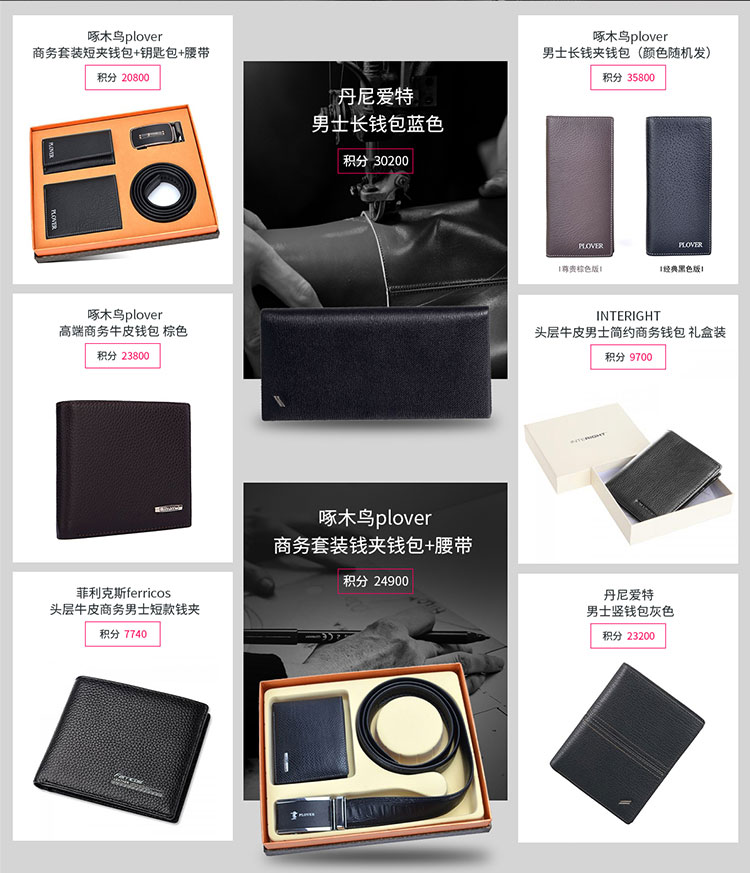 啄木鸟plover
商务套装短夹钱包+钥匙包+腰带
积分 20800
PLOVER
PLOVER
啄木鸟plover
高端商务牛皮钱包 棕色
积分 23800
菲利克斯ferricos
头层牛皮商务男士短款钱夹
积分 7740
丹尼爱特
男士长钱包蓝色
积分 30200
啄木鸟plover
商务套装钱夹钱包+腰带
积分 24900
PLOVER
啄木鸟plover
男士长钱夹钱包（颜色随机发）
积分 35800
PLOVER
PLOVER
I尊贵棕色版I
I经典黑色版I
INTERIGHT
头层牛皮男士简约商务钱包 礼盒装
积分 9700
INTERIGHT
丹尼爱特
男士竖钱包灰色
积分 23200